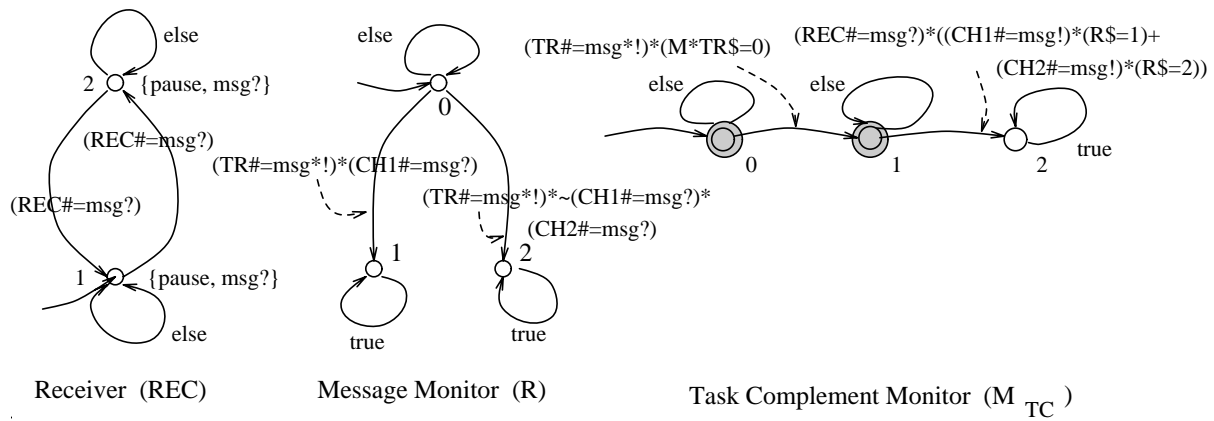 else
2 {pause, msg?}
(REC#=msg?)
(REC#=msg?)
1 {pause, msg?}
else
Receiver (REC)
else
0
(TR#=msg*!)*(CH1#=msg?)
(TR#=msg*!)*~(CH1#=msg?)*
(CH2#=msg?)
1
2
true
true
Message Monitor (R)
(TR#=msg*!)*(M*TR$=0)
(REC#=msg?)*((CH1#=msg!)*(R$=1)+
(CH2#=msg!)*(R$=2))
else
else
0
1
2
true
Task Complement Monitor (M TC )